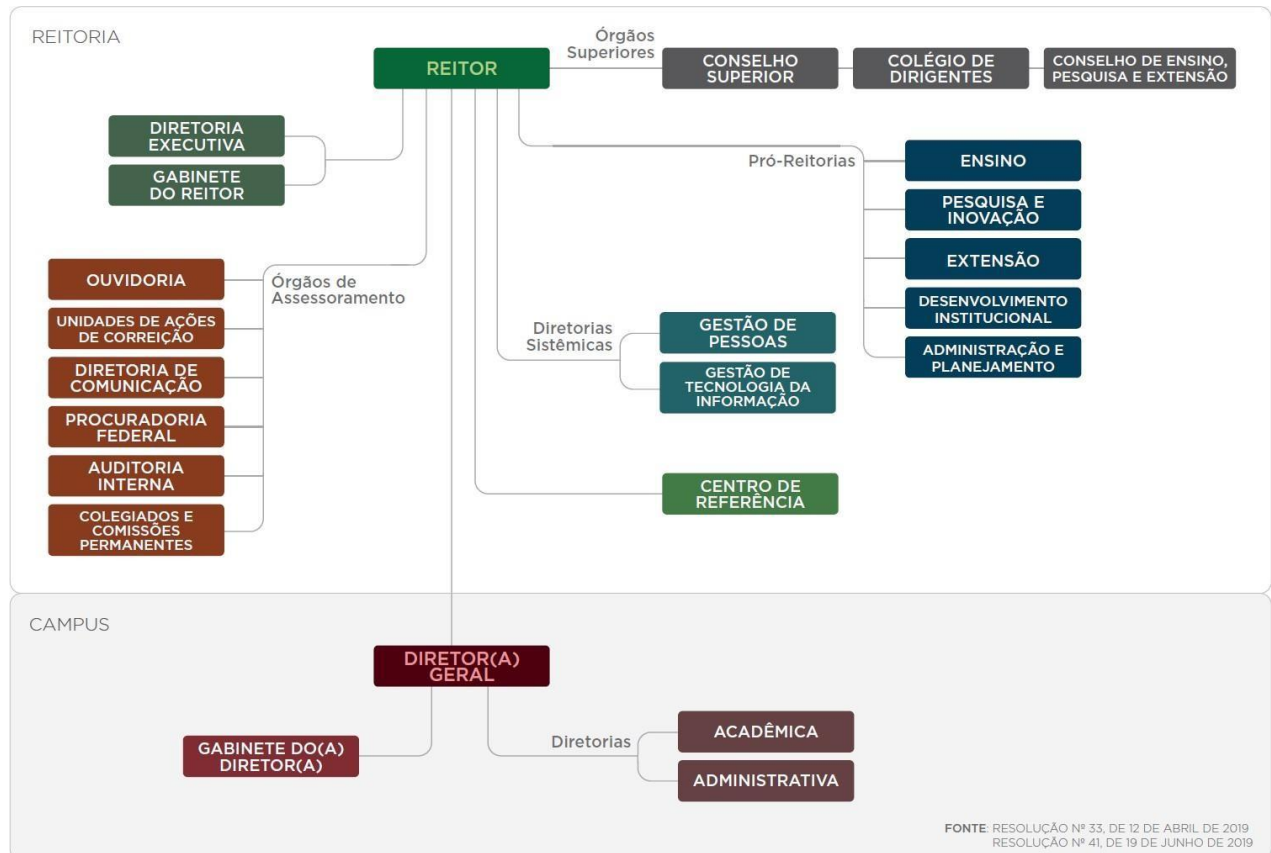 REITORIA
REITOR
Órgãos
Superiores
CONSELHO
SUPERIOR
COLÉGIO DE
DIRIGENTES
CONSELHO DE ENSINO,
PESQUISA E EXTENSÃO
DIRETORIA
EXECUTIVA
GABINETE
DO REITOR
Pró-Reitorias
ENSINO
PESQUISA E
INOVAÇÃO
EXTENSÃO
DESENVOLVIMENTO
INSTITUCIONAL
ADMINISTRAÇÃO E
PLANEJAMENTO
Órgãos de
Assessoramento
OUVIDORIA
UNIDADES DE AÇÕES
DE CORREIÇÃO
DIRETORIA DE
COMUNICAÇÃO
PROCURADORIA
FEDERAL
AUDITORIA
INTERNA
COLEGIADOS E
COMISSÕES
PERMANENTES
Diretorias
Sistêmicas
GESTÃO DE
PESSOAS
GESTÃO DE
TECNOLOGIA DA
INFORMAÇÃO
CENTRO DE
REFERÊNCIA
CAMPUS
DIRETOR(A)
GERAL
GABINETE DO(A)
DIRETOR(A)
Diretorias
ACADÊMICA
ADMINISTRATIVA
FONTE: RESOLUÇÃO Nº 33, DE 12 DE ABRIL DE 2019
RESOLUÇÃO Nº 41, DE 19 DE JUNHO DE 2019